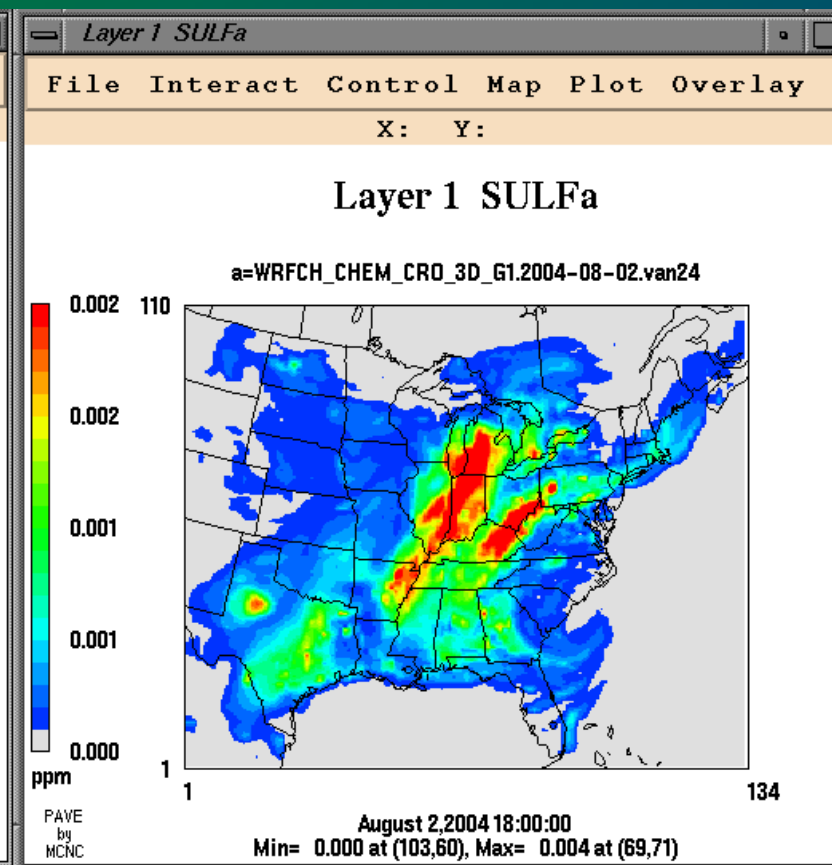 Layer 1 SULFa
File Interact Control Map Plot Overlay
X: Y:
Layer 1 SULFa
a=WRFCH_CHEM_CRO_3D_G1.2004-08-02.van24
0.002
110
0.002
0.001
0.001
0.000
1
ppm
1
134
PAVE
by
MCNC
August 2,2004 18:00:00
Min= 0.000 at (103,60), Max= 0.004 at (69,71)